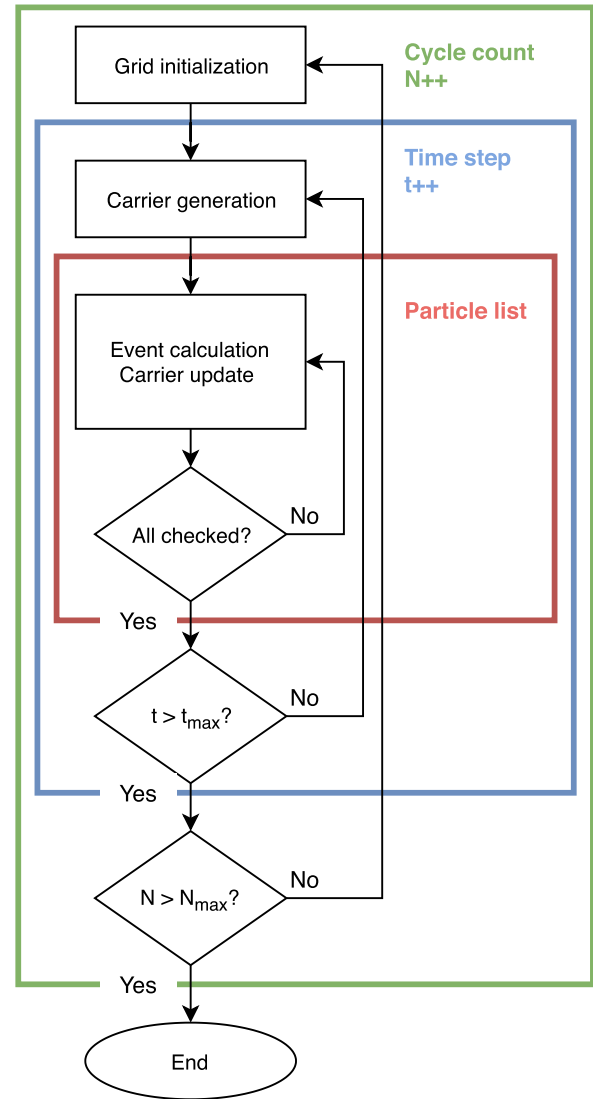 Grid initialization
Cycle count
N++
Time step
t++
Carrier generation
Particle list
Event calculation
Carrier update
All checked?
No
Yes
t > tmax?
No
Yes
N > Nmax?
No
Yes
End